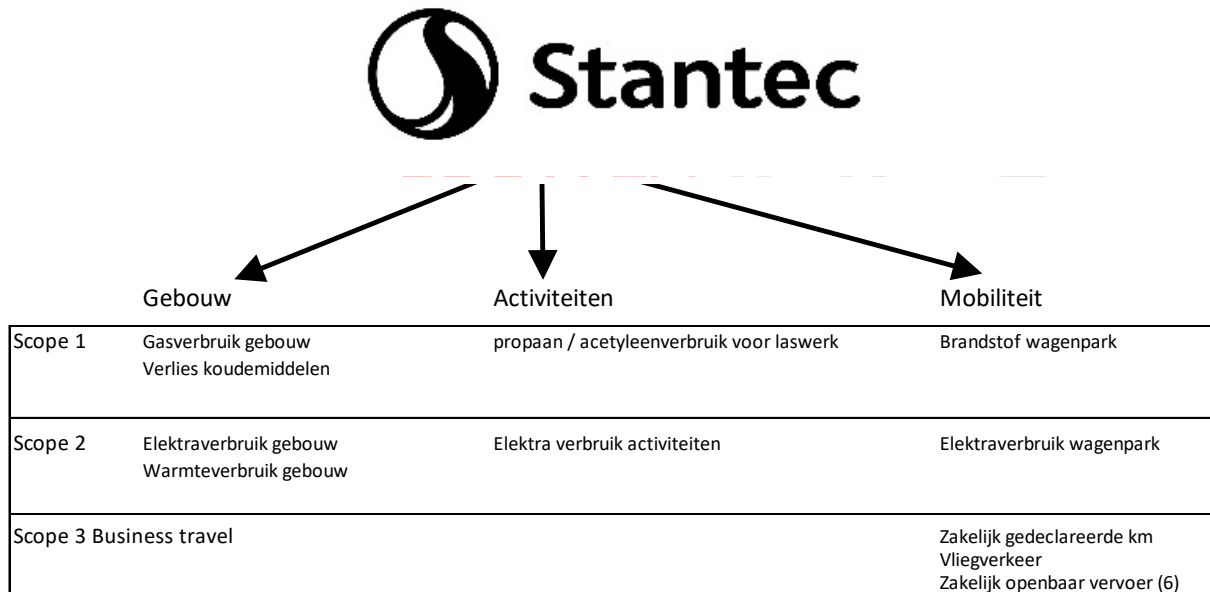 Stantec
Gebouw Activiteiten Mobiliteit
Scope 1 Gasverbruik gebouw propaan / acetyleenverbruik voor laswerk Brandstof wagenpark
Verlies koudemiddelen
Scope 2 Elektraverbruik gebouw Elektra verbruik activiteiten Elektraverbruik wagenpark
Warmteverbruik gebouw
Scope 3 Business travel Zakelijk gedeclareerde km
Vliegverkeer
Zakelijk openbaar vervoer (6)